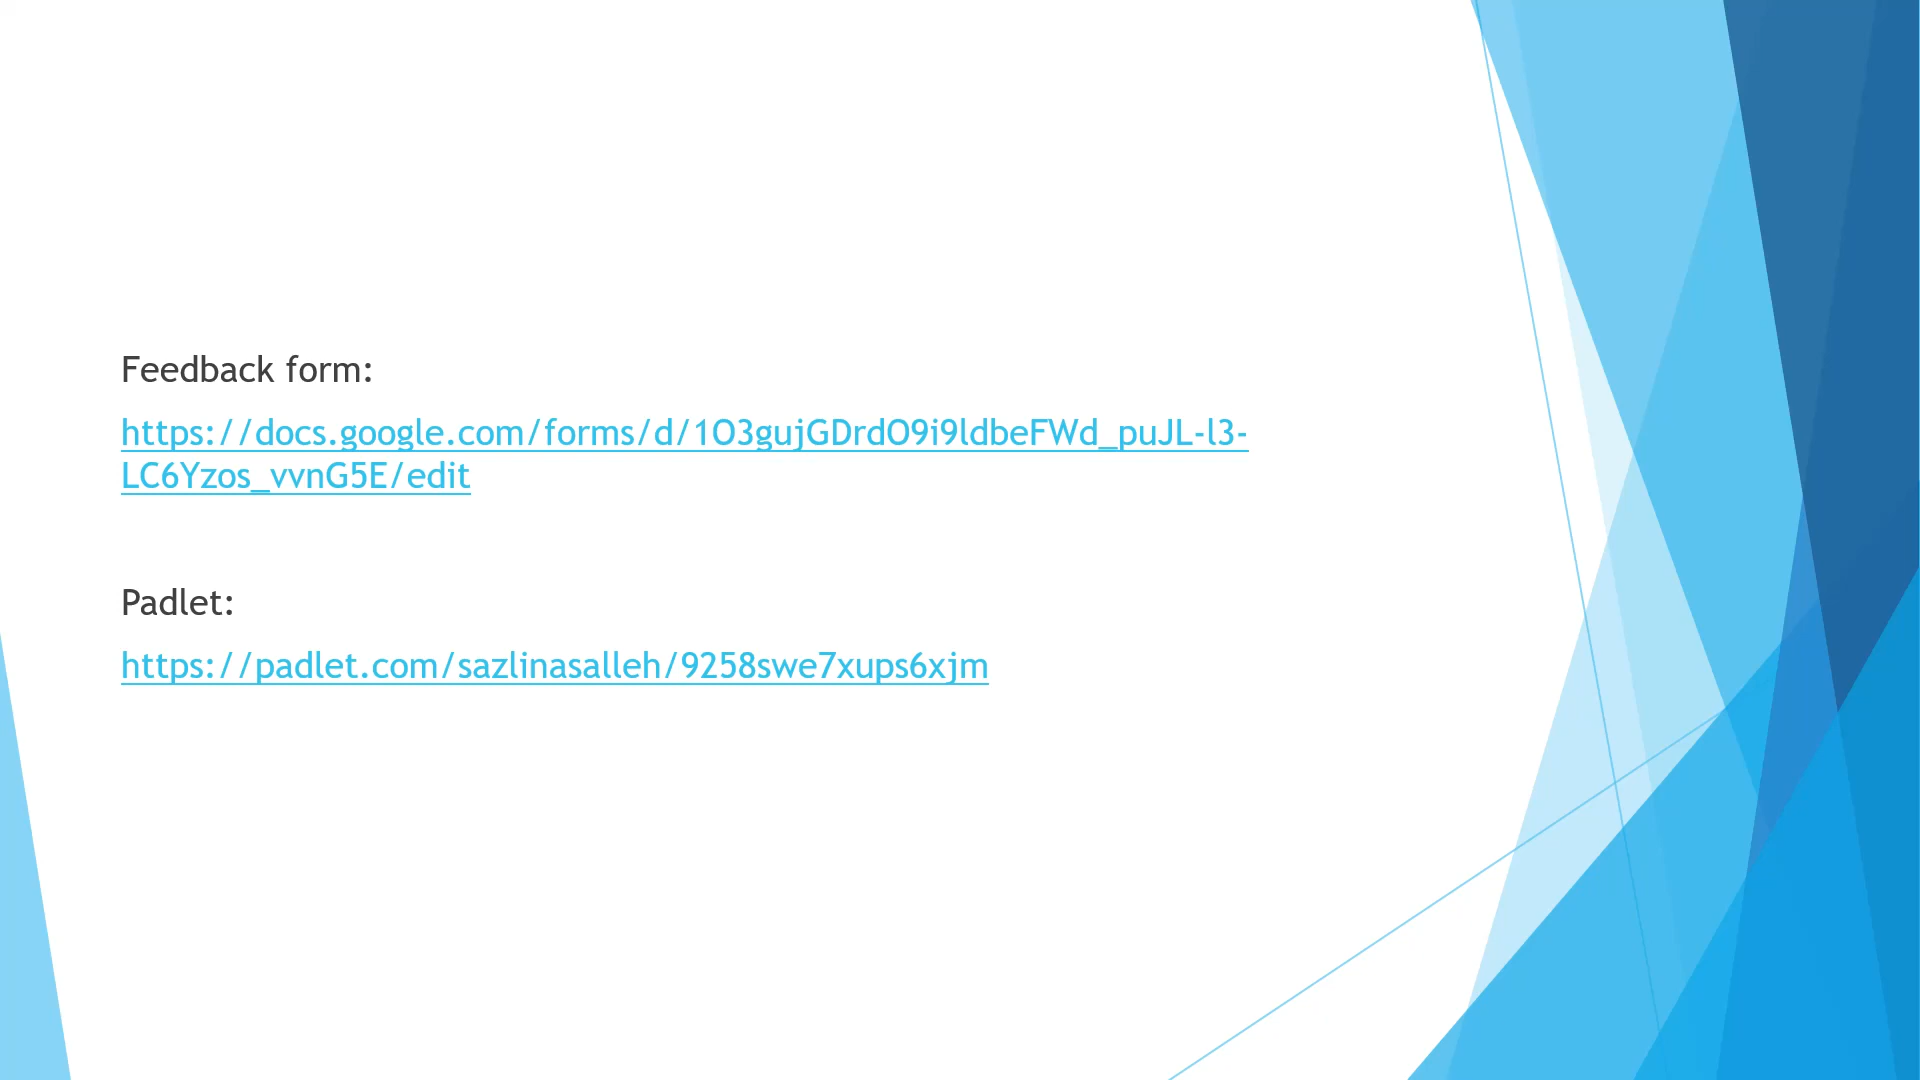 Feedback form:
https://docs.google.com/forms/d/1O3gujGDrdO9i9ldbeFWd_puJL-l3-
LC6Yzos_vvnG5E/edit
Padlet:
https://padlet.com/sazlinasalleh/9258swe7xups6xjm